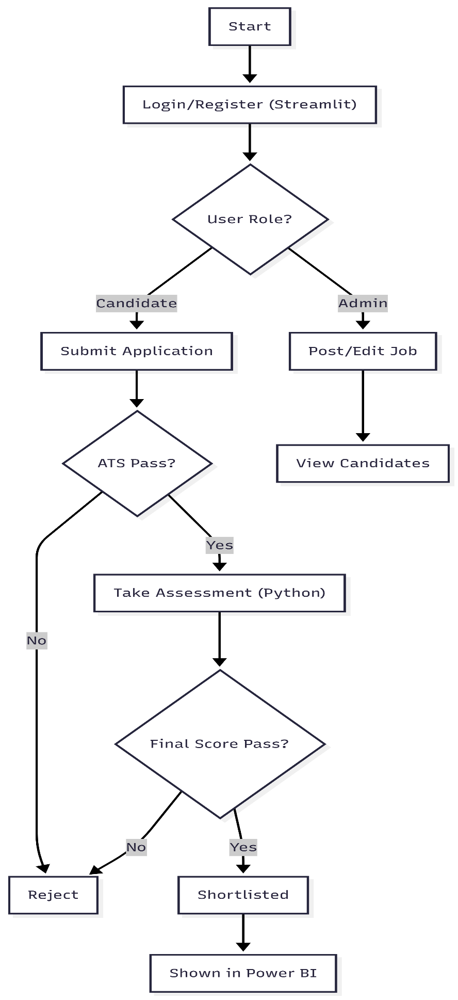 Start
Login/Register (Streamlit)
User Role?
Candidate
Admin
Submit Application
Post/Edit Job
ATS Pass?
View Candidates
Yes
Take Assessment (Python)
No
Final Score Pass?
No
Yes
Reject
Shortlisted
Shown in Power BI